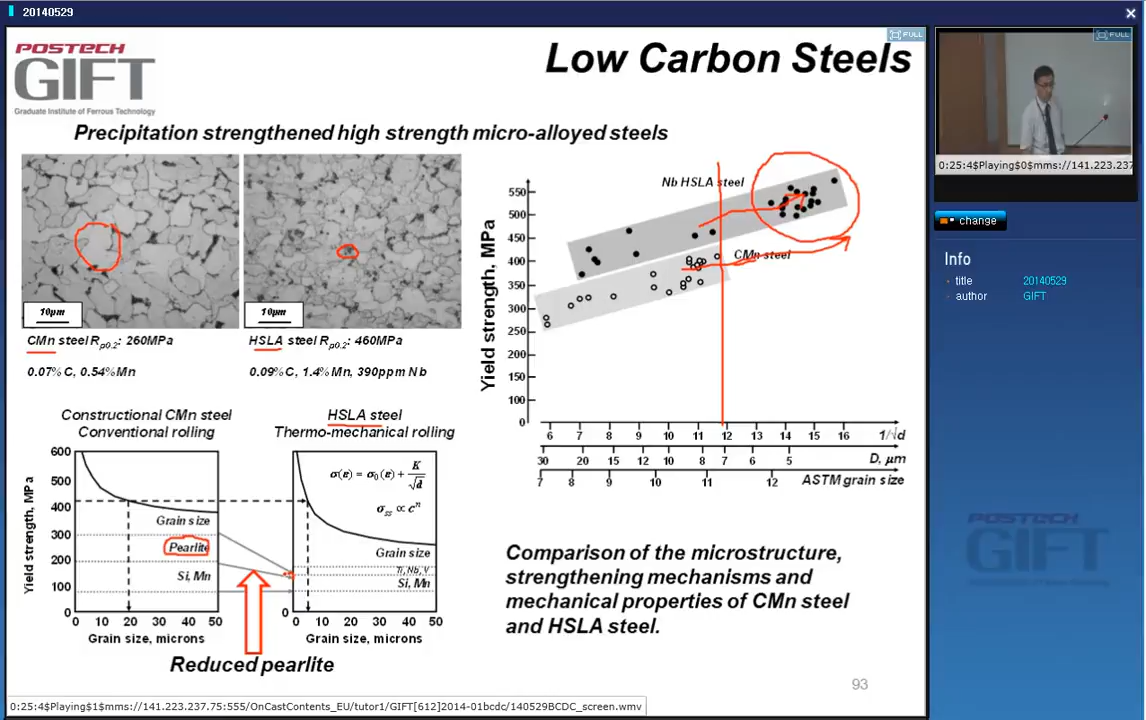 20140529
FULL
FULL
POSTECH
GIFT
Graduate Institute of Ferrous Technology
Low Carbon Steels
Precipitation strengthened high strength micro-alloyed steels
10μm
10μm
CMn steel Rp0.2: 260MPa
HSLA steel Rp0.2: 460MPa
0.07% C, 0.54%Mn
0.09% C, 1.4% Mn, 390ppm Nb
Nb HSLA steel
CMn steel
Yield strength, MPa
550
500
450
400
350
300
250
200
150
100
0
6 7 8 9 10 11 12 13 14 15 16 1/√d
30 20 15 12 10 8 7 6 5 D, μm
7 8 9 10 11 12 ASTM grain size
Constructional CMn steel
Conventional rolling
HSLA steel
Thermo-mechanical rolling
Yield strength, MPa
600
500
400
300
200
100
0
Grain size
Pearlite
Si, Mn
0 10 20 30 40 50
Grain size, microns
σ(ε) = σ0(ε) + K/√d
σss ∝ cⁿ
Grain size
Ti, Nb, V
Si, Mn
0
0 10 20 30 40 50
Grain size, microns
Reduced pearlite
Comparison of the microstructure,
strengthening mechanisms and
mechanical properties of CMn steel
and HSLA steel.
93
0:25:4$Playing$1$mms://141.223.237.75:555/OnCastContents_EU/tutor1/GIFT[612]2014-01bcdc/140529BCDC_screen.wmv
0:25:4$Playing$0$mms://141.223.237
change
Info
title 20140529
author GIFT
POSTECH
GIFT